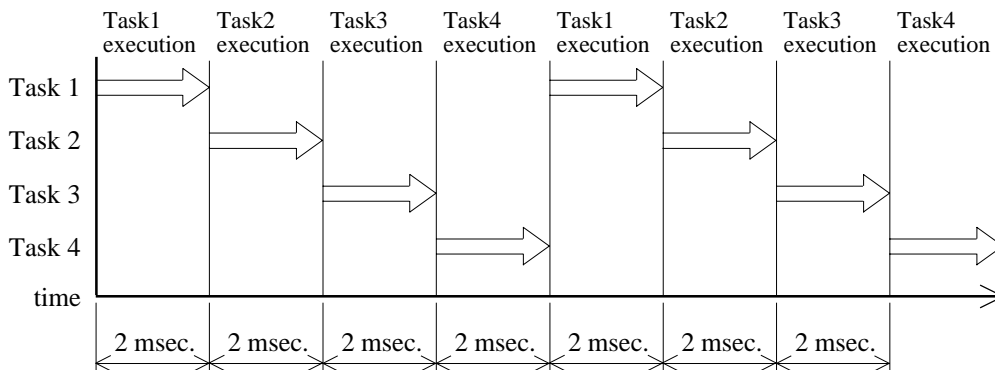 Task1 Task2 Task3 Task4 Task1 Task2 Task3 Task4
execution execution execution execution execution execution execution execution
Task 1
Task 2
Task 3
Task 4
time
2 msec. 2 msec. 2 msec. 2 msec. 2 msec. 2 msec. 2 msec.